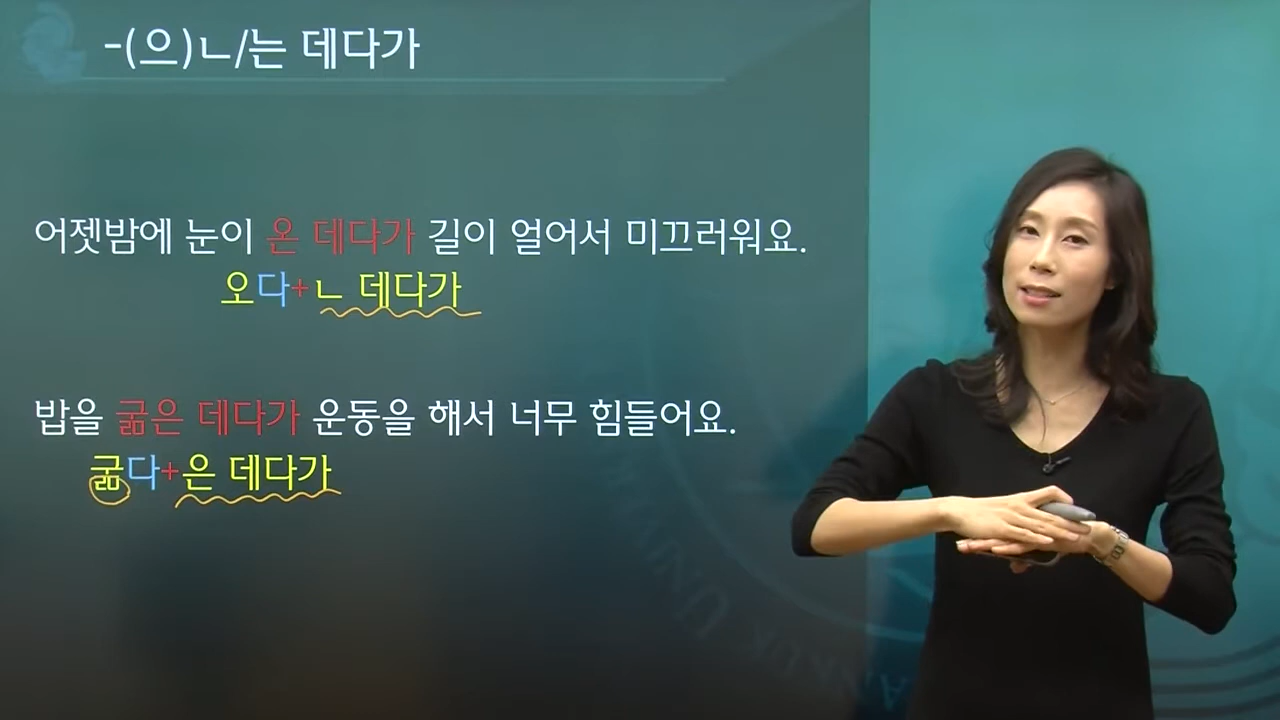 -(으)ㄴ/는 데다가
어젯밤에 눈이 온 데다가 길이 얼어서 미끄러워요.
오다+ㄴ 데다가
밥을 굶은 데다가 운동을 해서 너무 힘들어요.
굶다+은 데다가